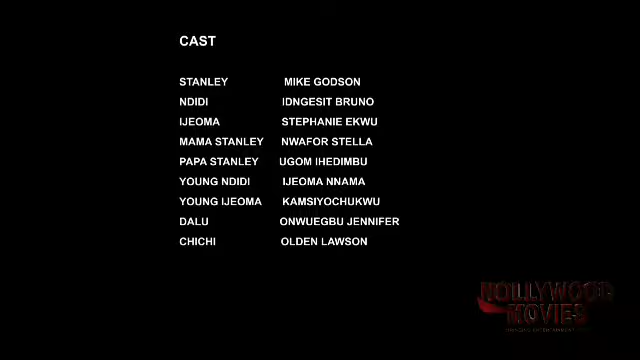 CAST
STANLEY MIKE GODSON
NDIDI IDNGESIT BRUNO
IJEOMA STEPHANIE EKWU
MAMA STANLEY NWAFOR STELLA
PAPA STANLEY UGOM IHEDIMBU
YOUNG NDIDI IJEOMA NNAMA
YOUNG IJEOMA KAMSIYOCHUKWU
DALU ONWUEGBU JENNIFER
CHICHI OLDEN LAWSON
NOLLYWOOD
MOVIES